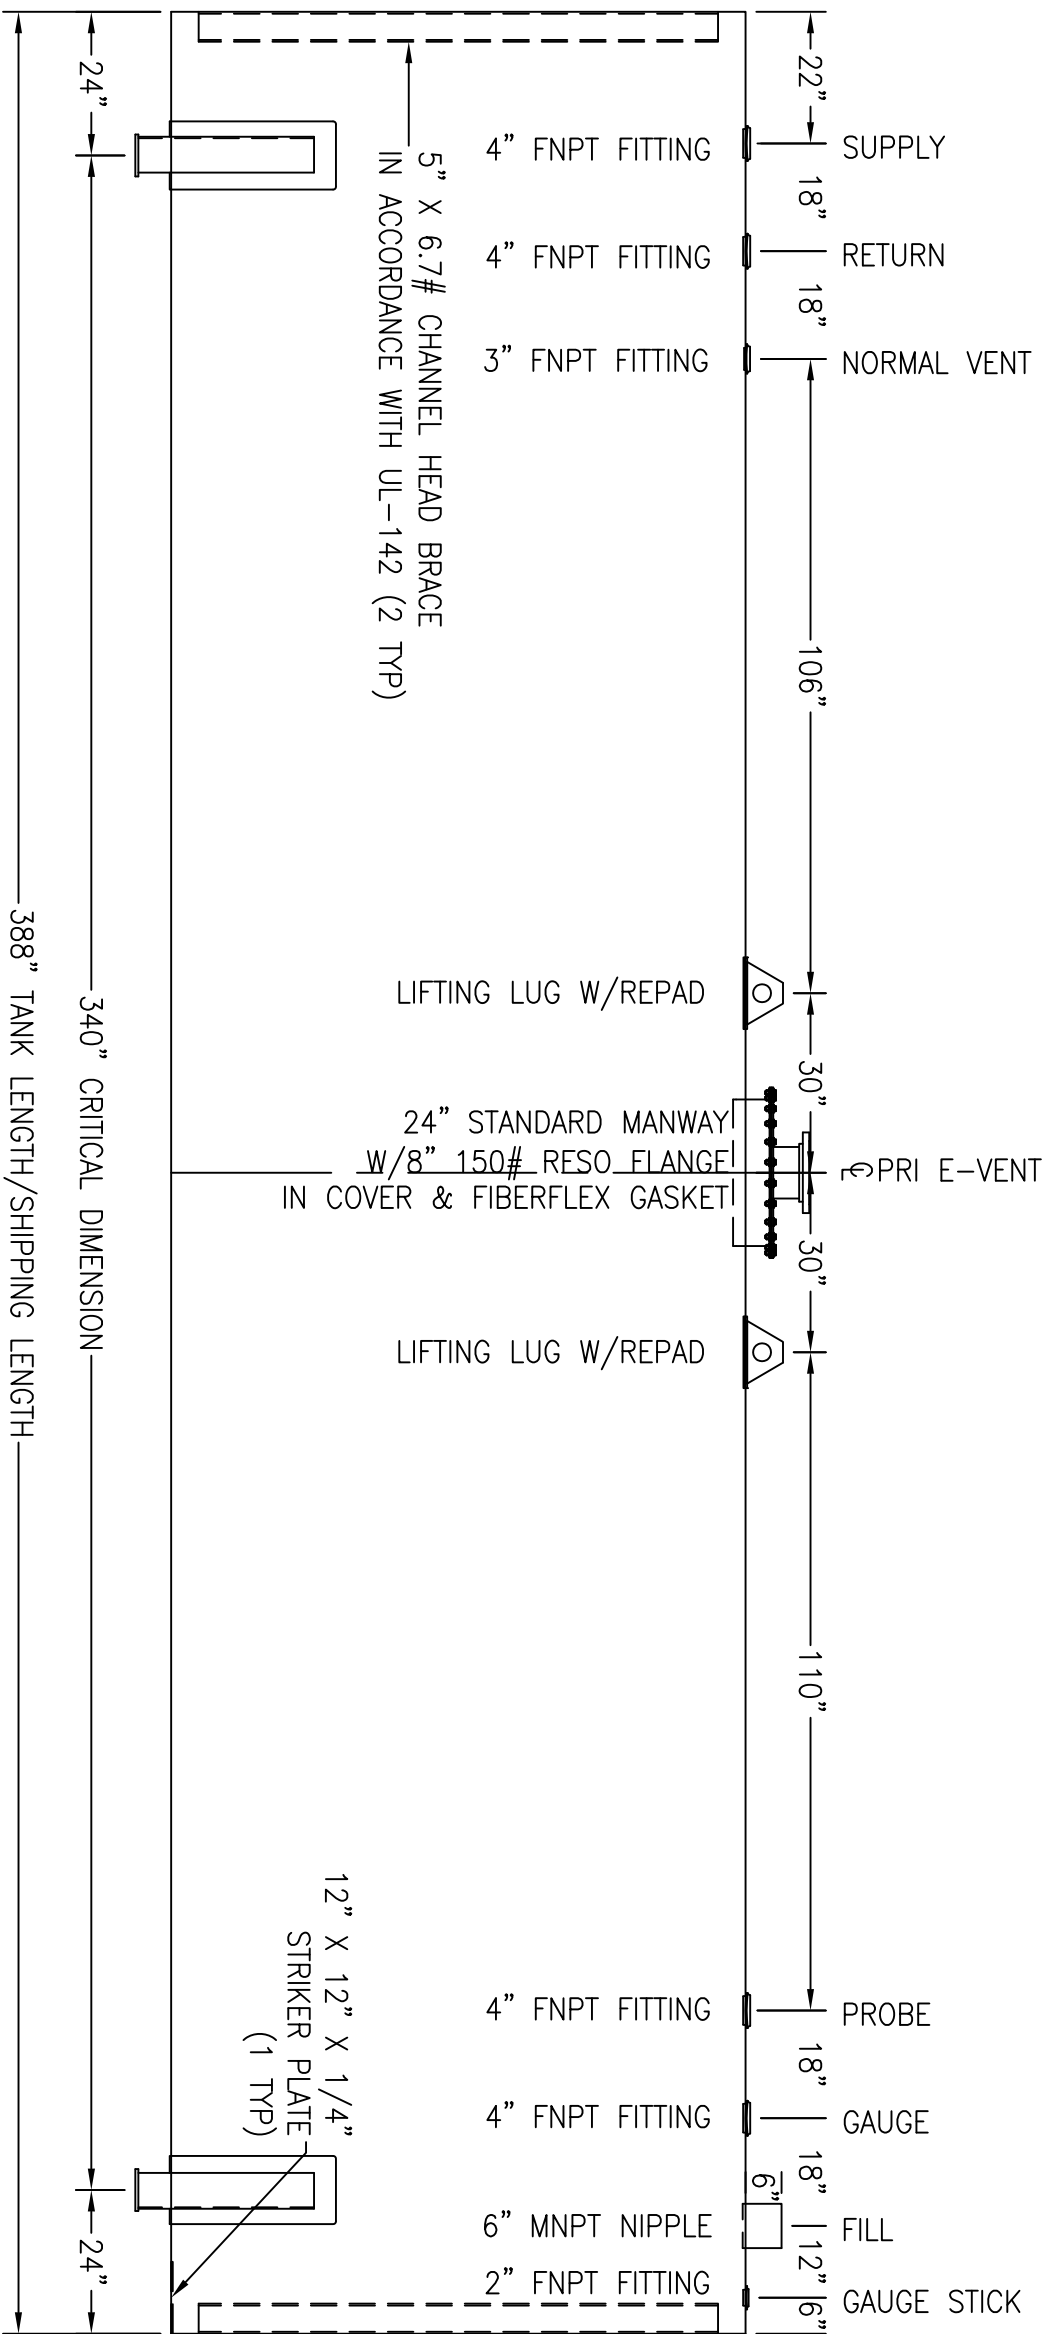 22"
SUPPLY
4" FNPT FITTING
18"
RETURN
4" FNPT FITTING
18"
NORMAL VENT
3" FNPT FITTING
24"
5" X 6.7# CHANNEL HEAD BRACE
IN ACCORDANCE WITH UL-142 (2 TYP)
106"
LIFTING LUG W/REPAD
30"
24" STANDARD MANWAY
W/8" 150# RESO FLANGE
IN COVER & FIBERFLEX GASKET
℄ PRI E-VENT
30"
LIFTING LUG W/REPAD
340" CRITICAL DIMENSION
388" TANK LENGTH/SHIPPING LENGTH
110"
4" FNPT FITTING
PROBE
18"
4" FNPT FITTING
GAUGE
18"
6"
6" MNPT NIPPLE
FILL
12"
2" FNPT FITTING
GAUGE STICK
6"
12" X 12" X 1/4"
STRIKER PLATE
(1 TYP)
24"